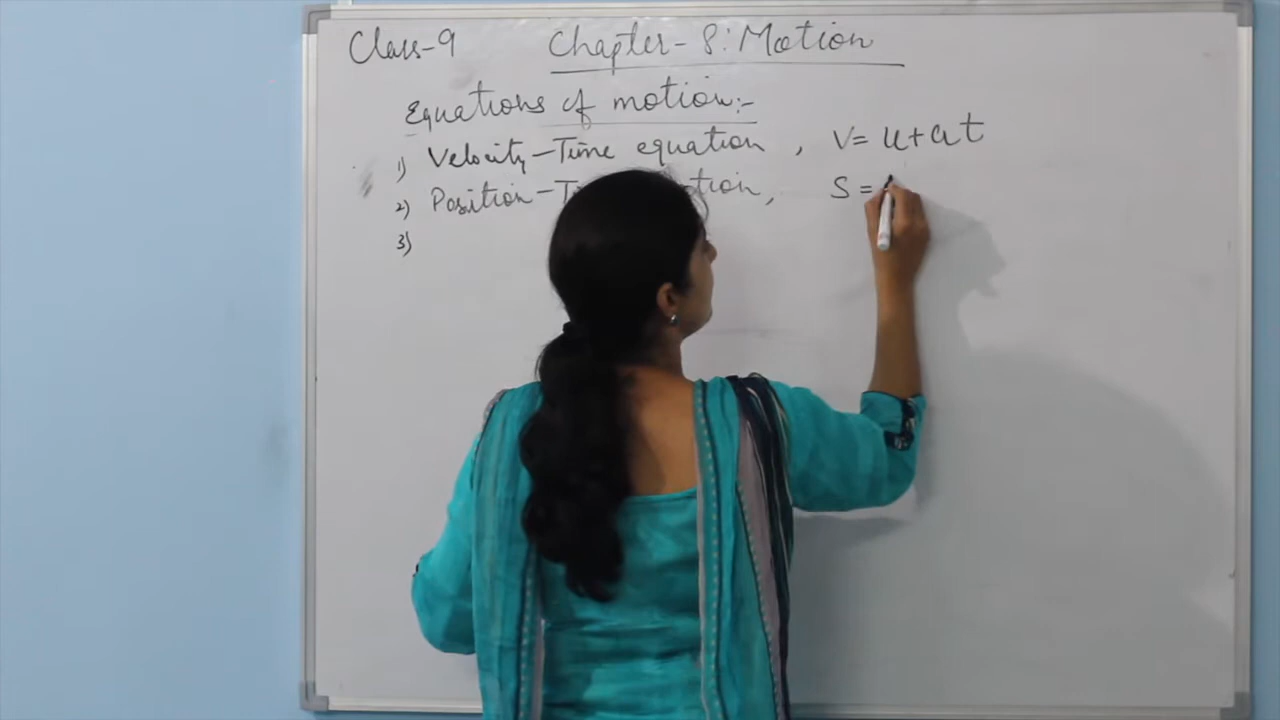 Class-9 Chapter-8: Motion
Equations of motion:-
1) Velocity-Time equation , V= u+at
2) Position- , S =
3)